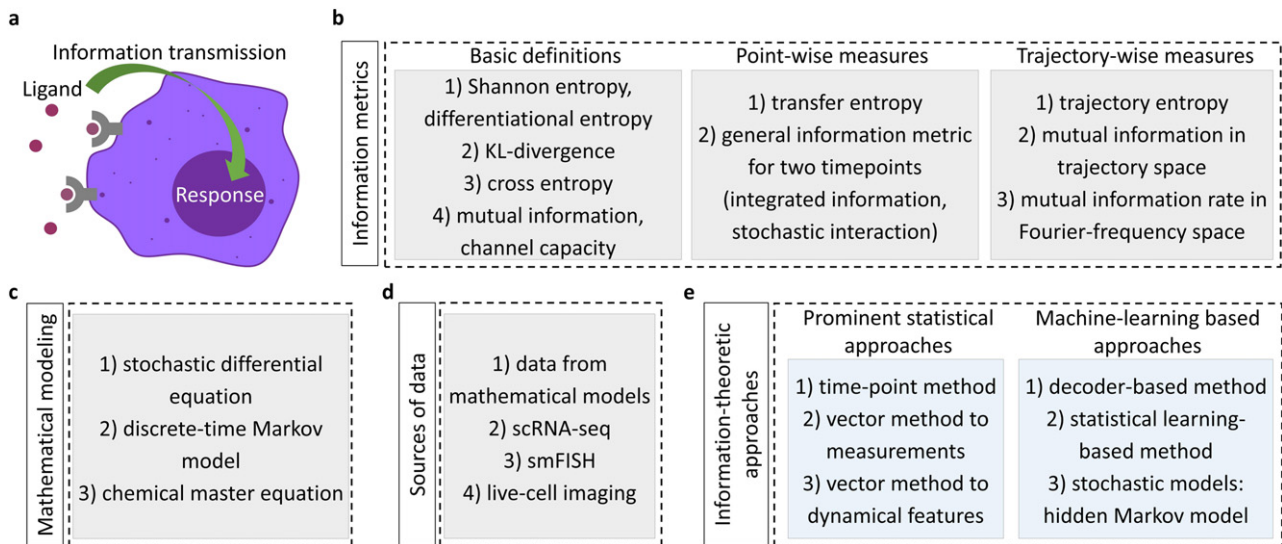 a
Information transmission
Ligand
Response
b
Information metrics
Basic definitions
1) Shannon entropy,
differentiational entropy
2) KL-divergence
3) cross entropy
4) mutual information,
channel capacity
Point-wise measures
1) transfer entropy
2) general information metric
for two timepoints
(integrated information,
stochastic interaction)
Trajectory-wise measures
1) trajectory entropy
2) mutual information in
trajectory space
3) mutual information rate in
Fourier-frequency space
c
Mathematical modeling
1) stochastic differential
equation
2) discrete-time Markov
model
3) chemical master equation
d
Sources of data
1) data from
mathematical models
2) scRNA-seq
3) smFISH
4) live-cell imaging
e
Information-theoretic
approaches
Prominent statistical
approaches
1) time-point method
2) vector method to
measurements
3) vector method to
dynamical features
Machine-learning based
approaches
1) decoder-based method
2) statistical learning-
based method
3) stochastic models:
hidden Markov model